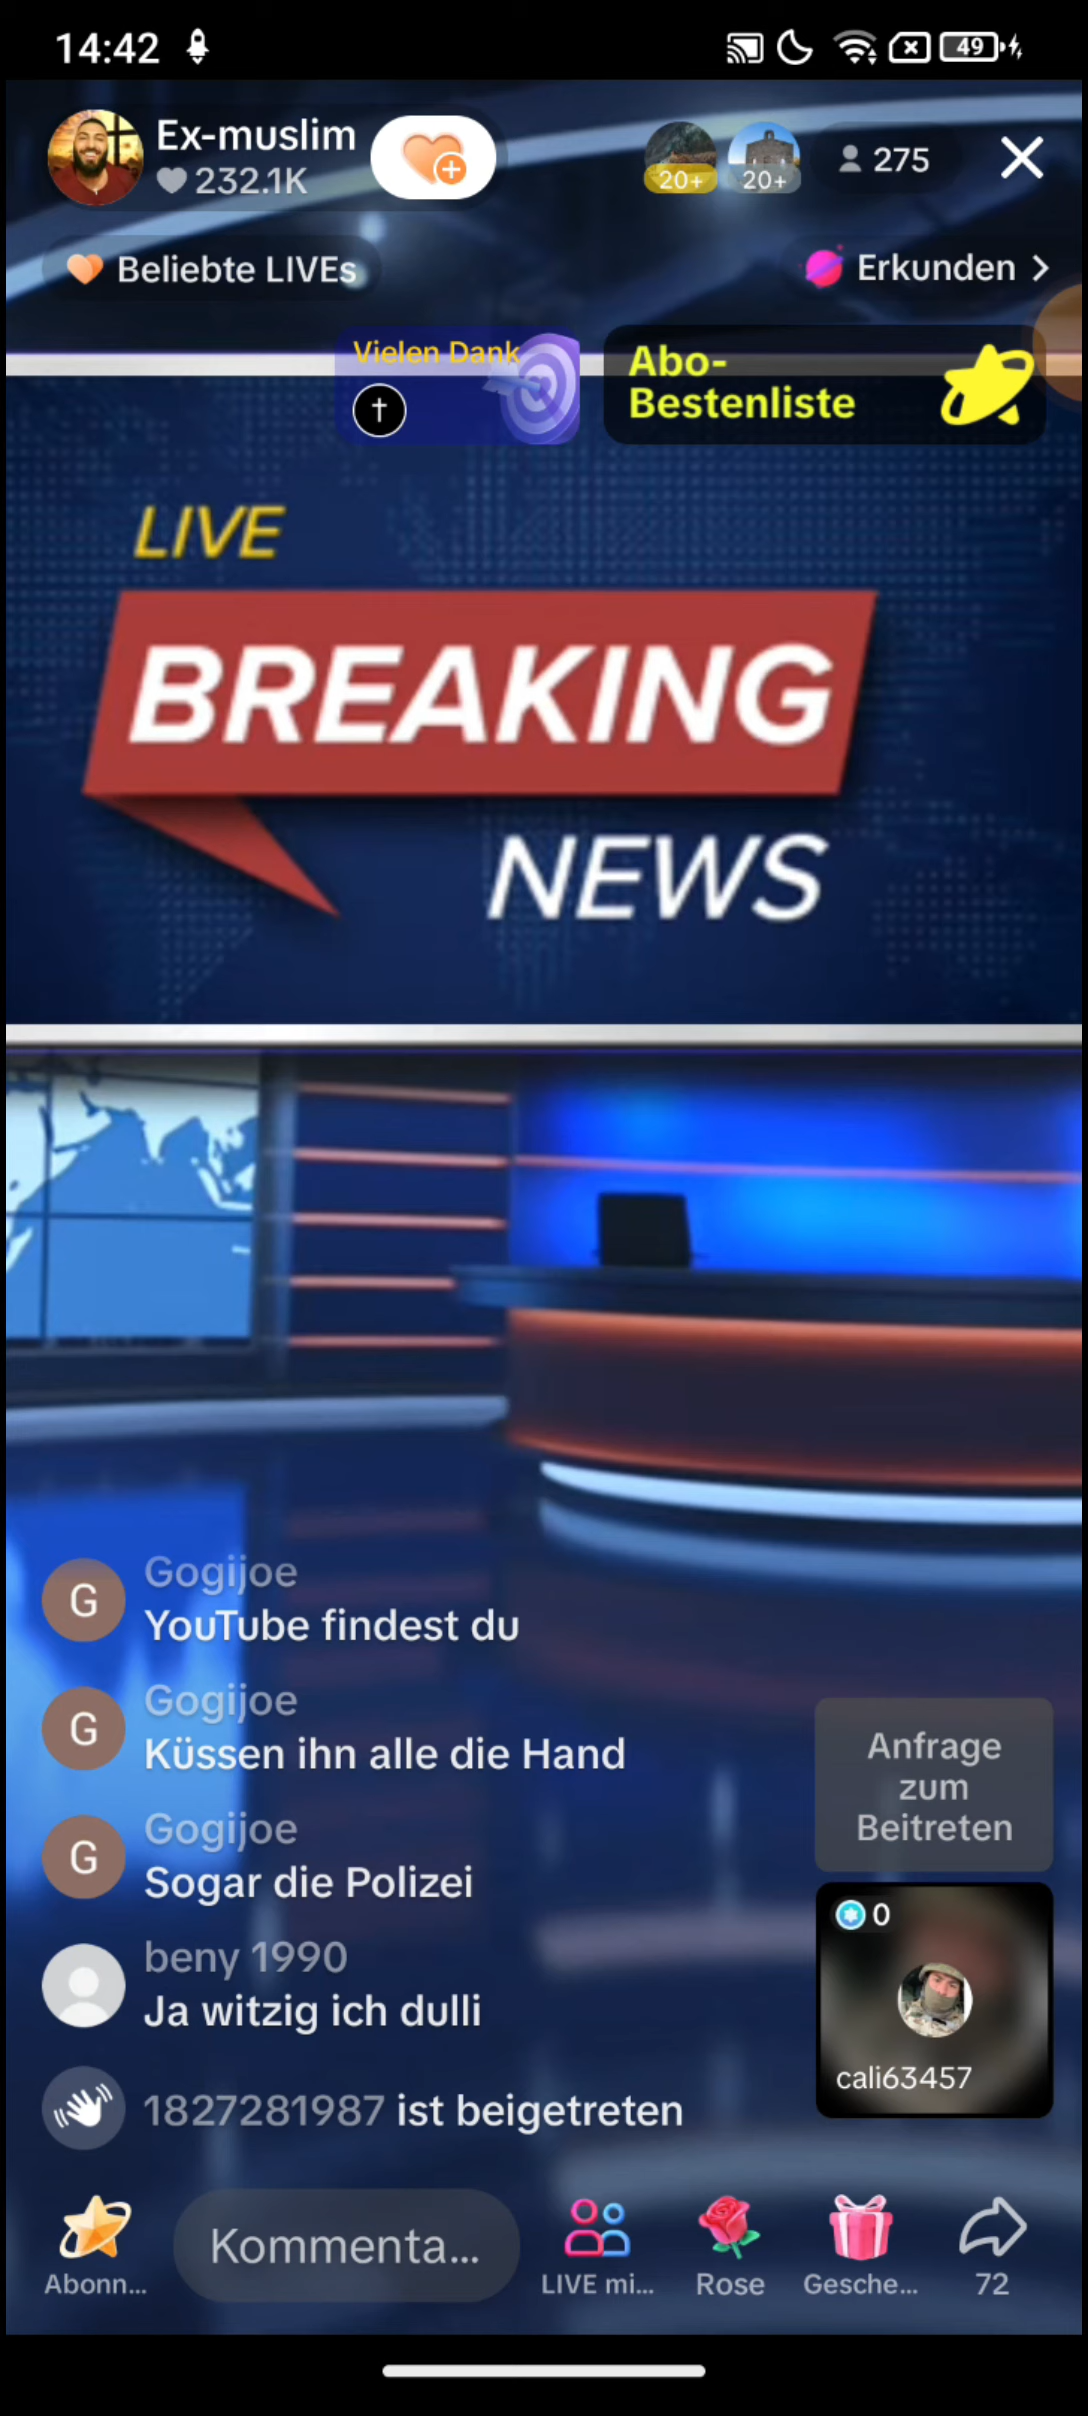 14:42
49
Ex-muslim
232.1K
20+
20+
275
Beliebte LIVEs
Erkunden >
Vielen Dank
Abo-
Bestenliste
LIVE
BREAKING
NEWS
G
Gogijoe
YouTube findest du
G
Gogijoe
Küssen ihn alle die Hand
G
Gogijoe
Sogar die Polizei
beny 1990
Ja witzig ich dulli
1827281987 ist beigetreten
Anfrage
zum
Beitreten
0
cali63457
Abonn...
Kommenta...
LIVE mi...
Rose
Gesche...
72